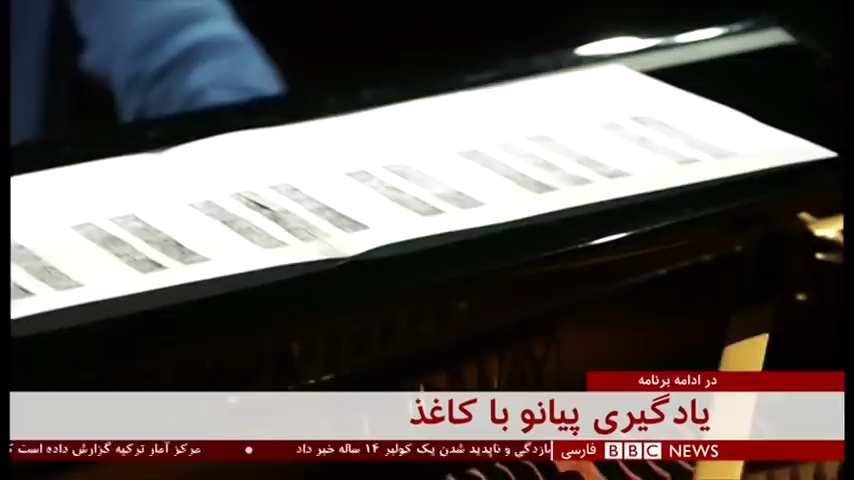 در ادامه برنامه
یادگیری پیانو با کاغذ
BBC NEWS فارسی
بازدگی و ناپدید شدن یک کولبر ۱۴ ساله خبر داد • مرکز آمار ترکیه گزارش داده است